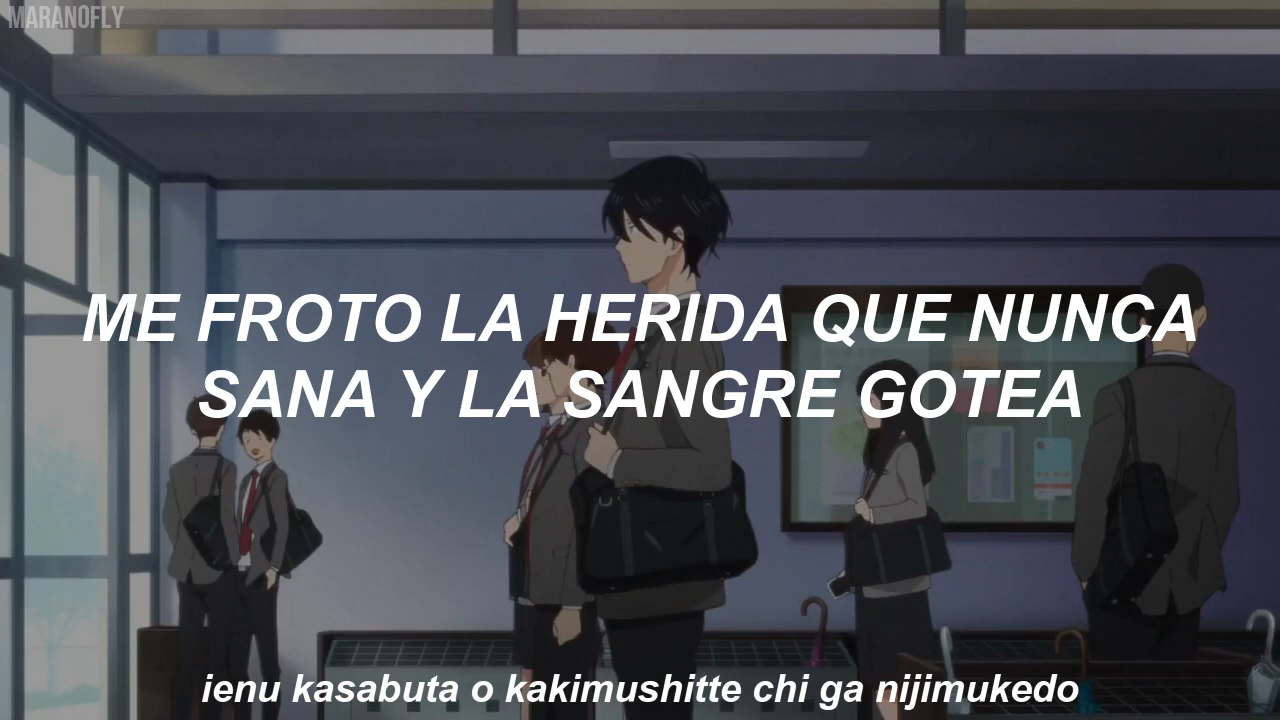 MARANOFLY
ME FROTO LA HERIDA QUE NUNCA
SANA Y LA SANGRE GOTEA
ienu kasabuta o kakimushitte chi ga nijimukedo